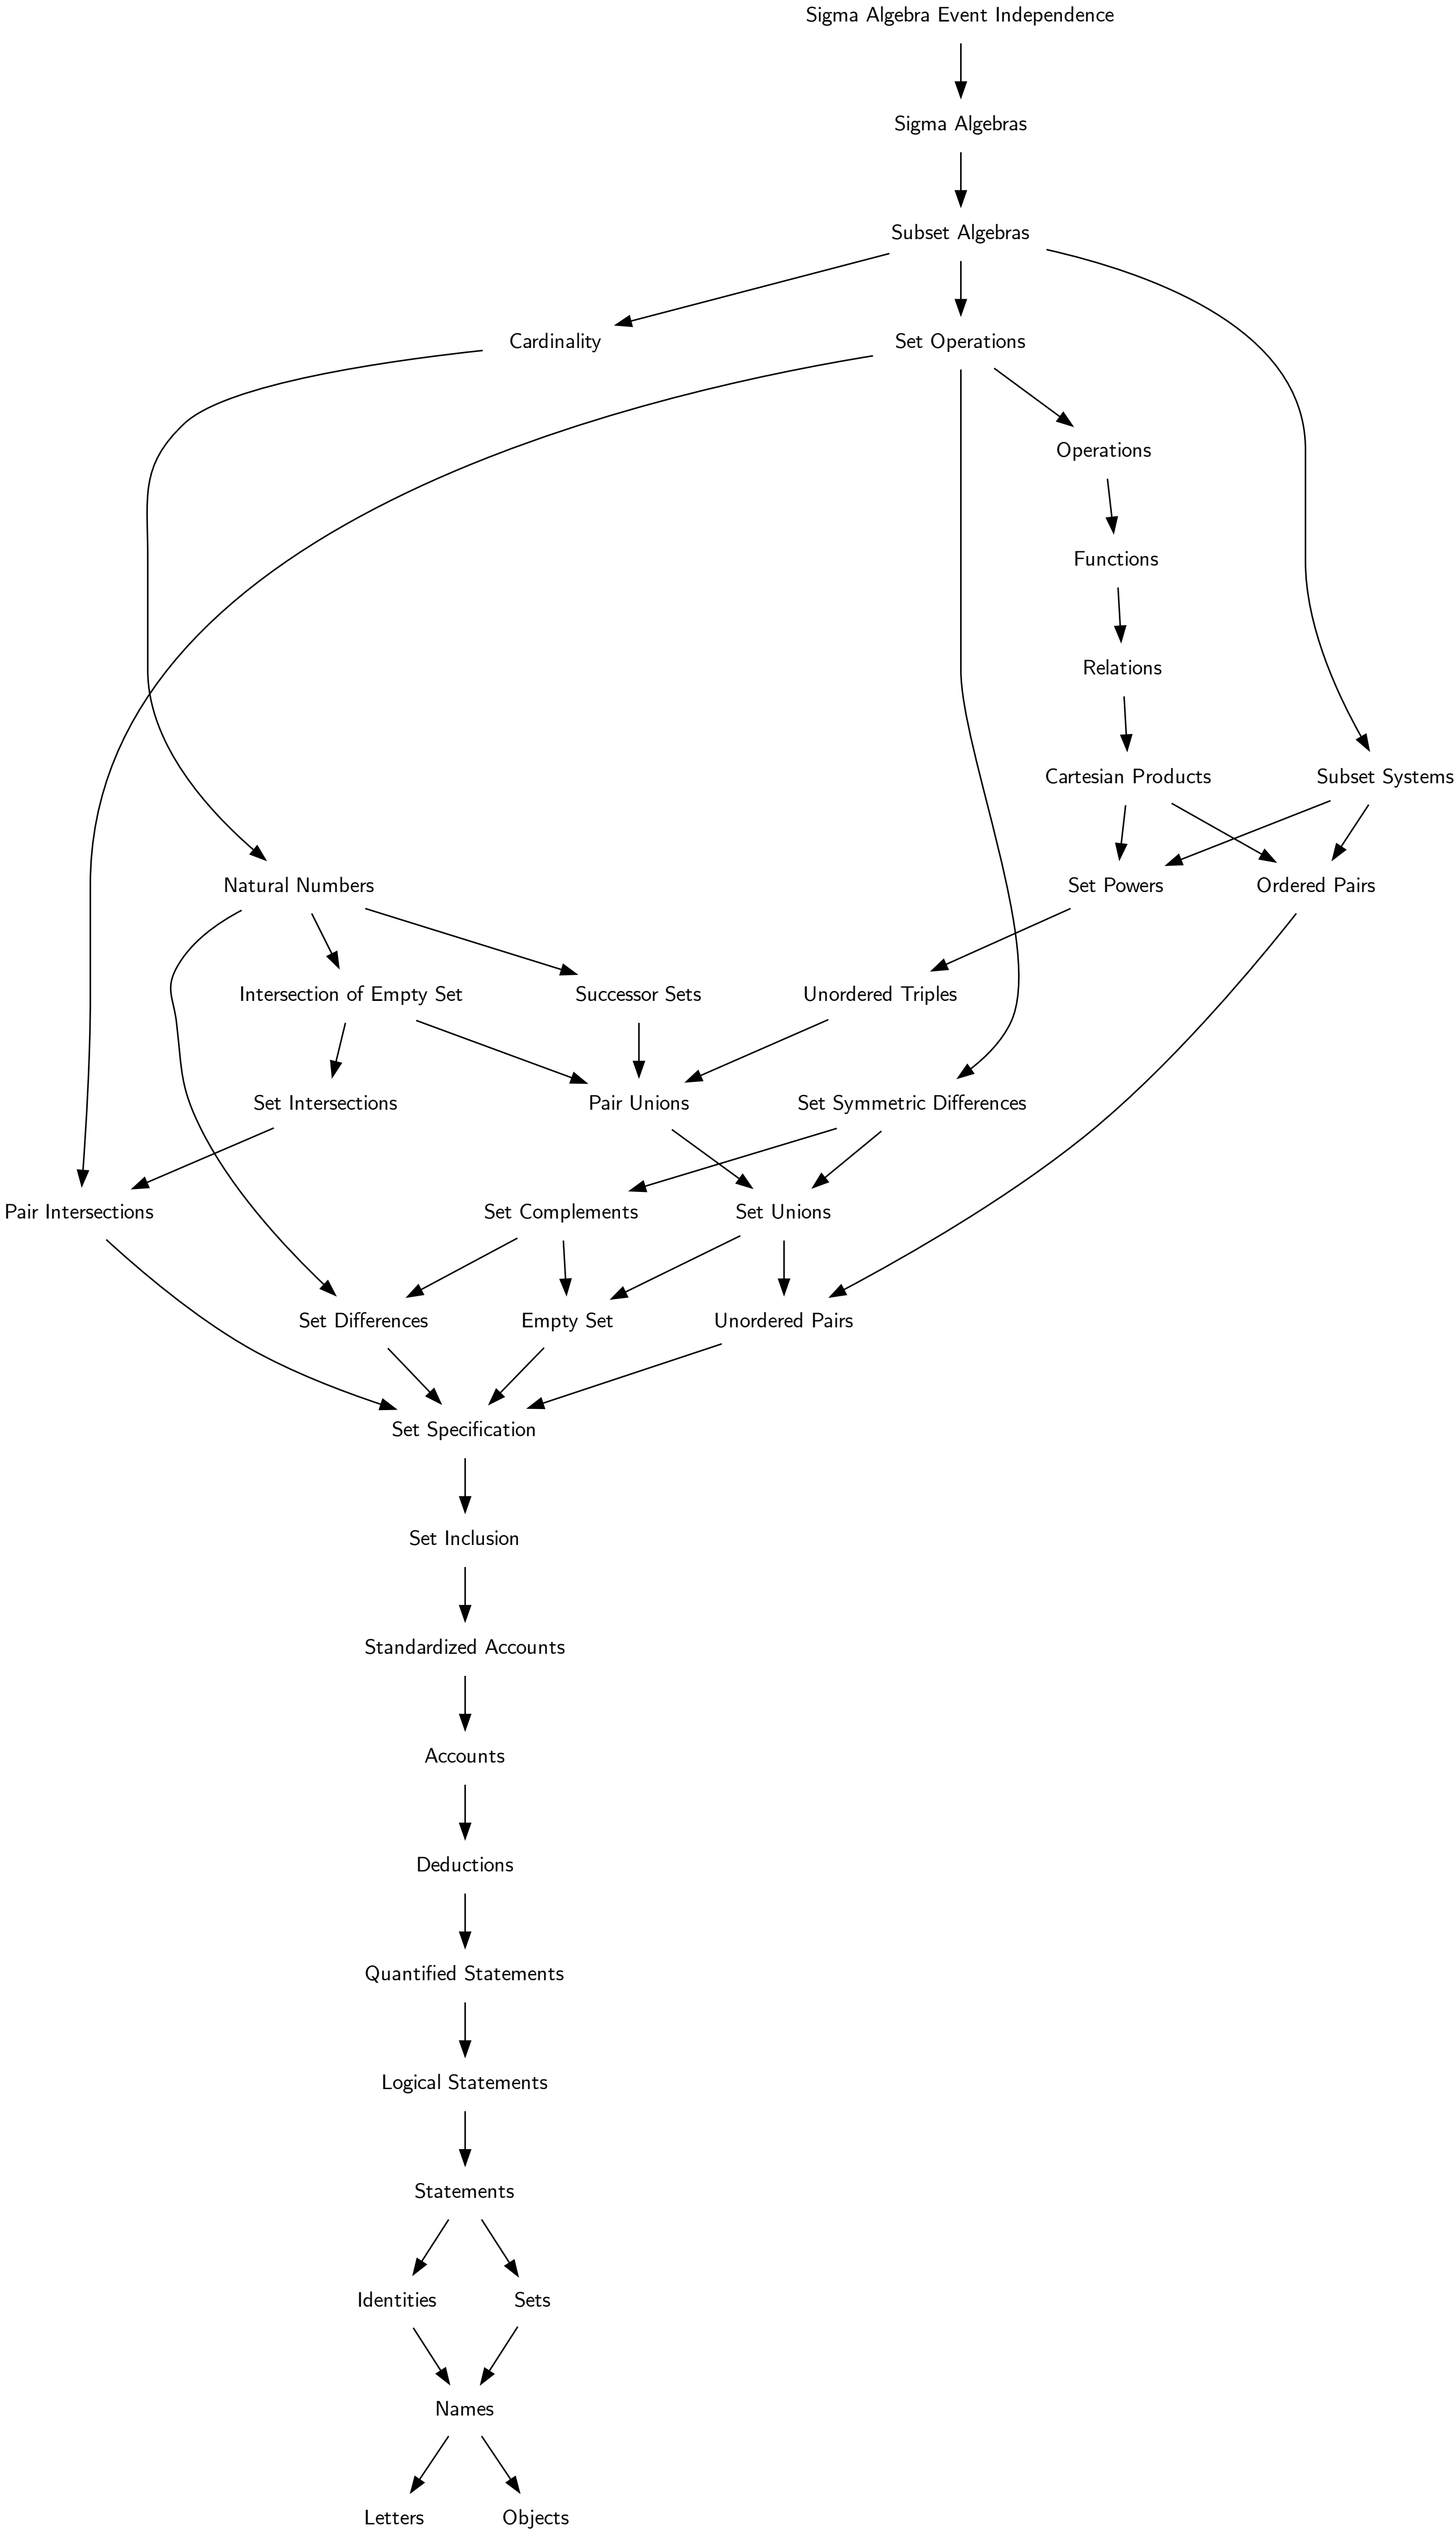 Sigma Algebra Event Independence
Sigma Algebras
Subset Algebras
Cardinality
Set Operations
Operations
Functions
Relations
Cartesian Products
Subset Systems
Natural Numbers
Set Powers
Ordered Pairs
Intersection of Empty Set
Successor Sets
Unordered Triples
Set Intersections
Pair Unions
Set Symmetric Differences
Pair Intersections
Set Complements
Set Unions
Set Differences
Empty Set
Unordered Pairs
Set Specification
Set Inclusion
Standardized Accounts
Accounts
Deductions
Quantified Statements
Logical Statements
Statements
Identities
Sets
Names
Letters
Objects